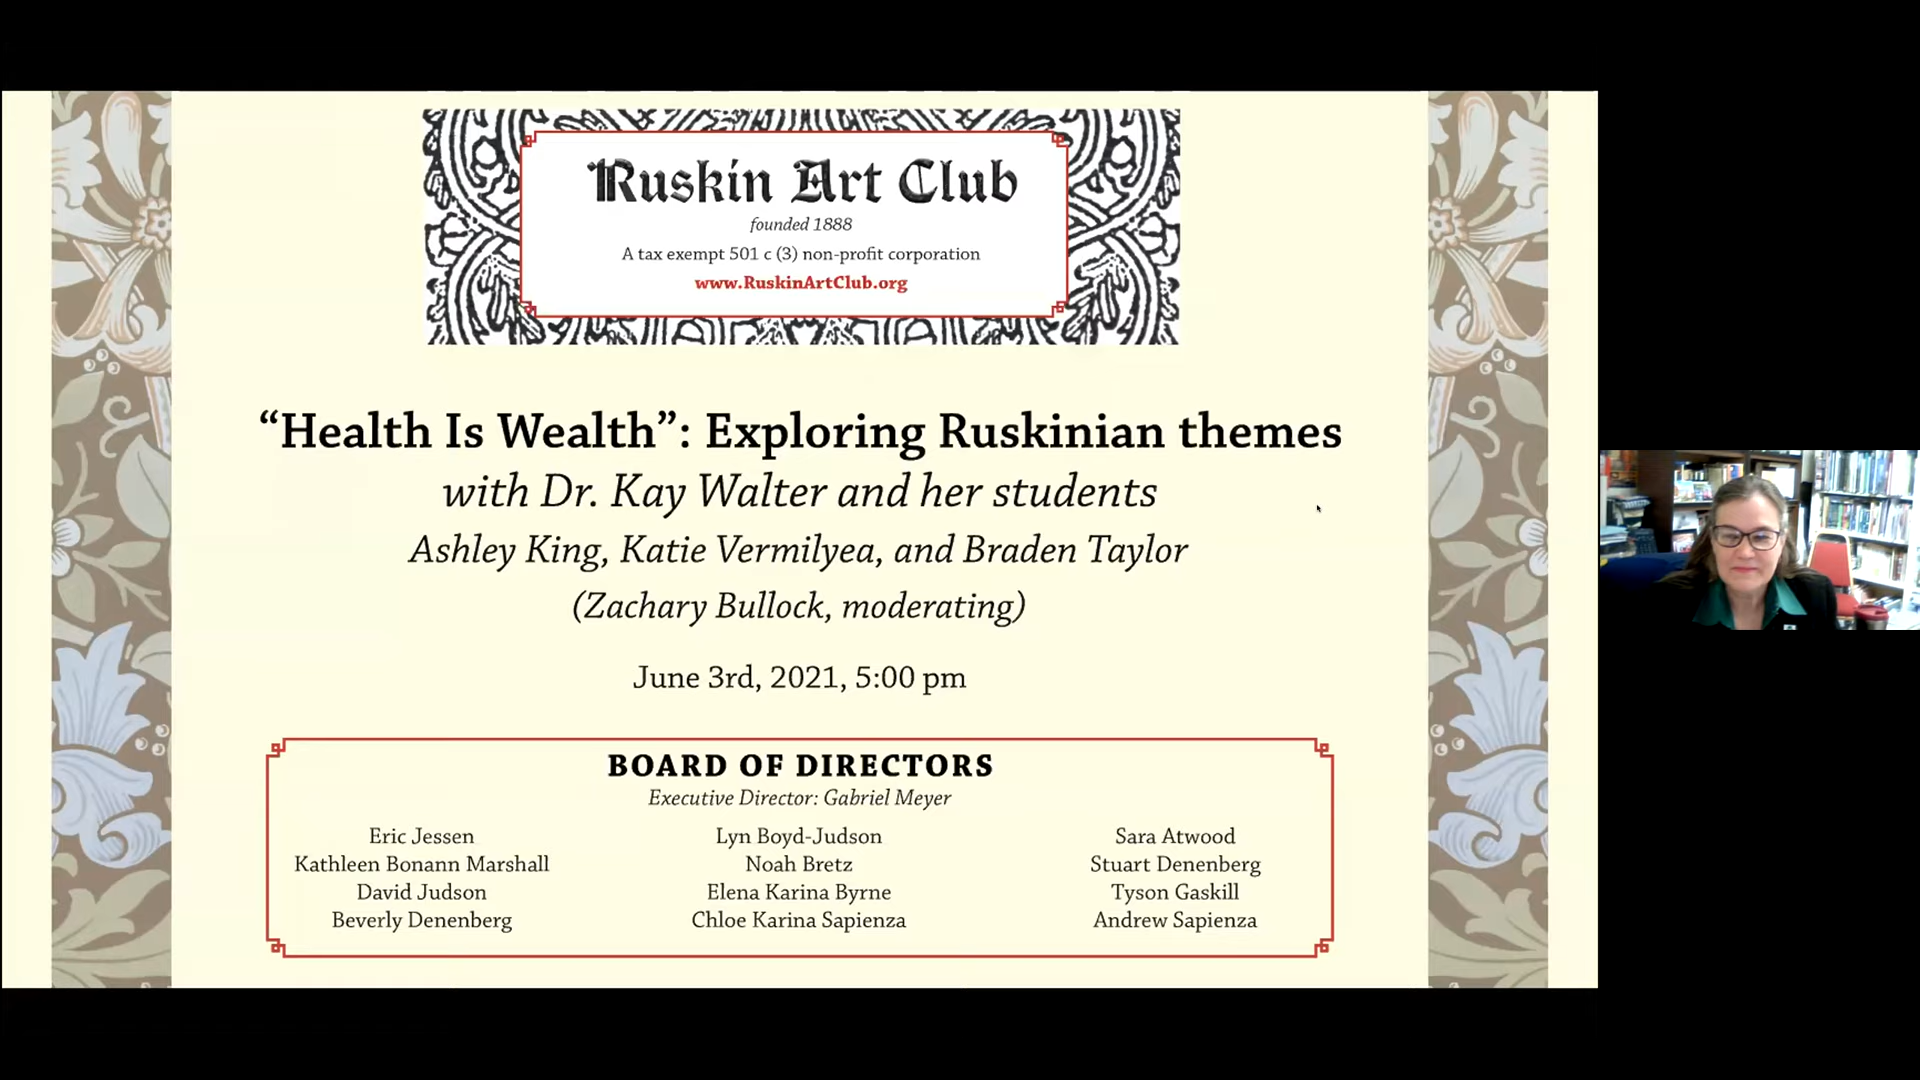 Ruskin Art Club
founded 1888
A tax exempt 501 c (3) non-profit corporation
www.RuskinArtClub.org
“Health Is Wealth”: Exploring Ruskinian themes
with Dr. Kay Walter and her students
Ashley King, Katie Vermilyea, and Braden Taylor
(Zachary Bullock, moderating)
June 3rd, 2021, 5:00 pm
BOARD OF DIRECTORS
Executive Director: Gabriel Meyer
Eric Jessen
Kathleen Bonann Marshall
David Judson
Beverly Denenberg
Lyn Boyd-Judson
Noah Bretz
Elena Karina Byrne
Chloe Karina Sapienza
Sara Atwood
Stuart Denenberg
Tyson Gaskill
Andrew Sapienza